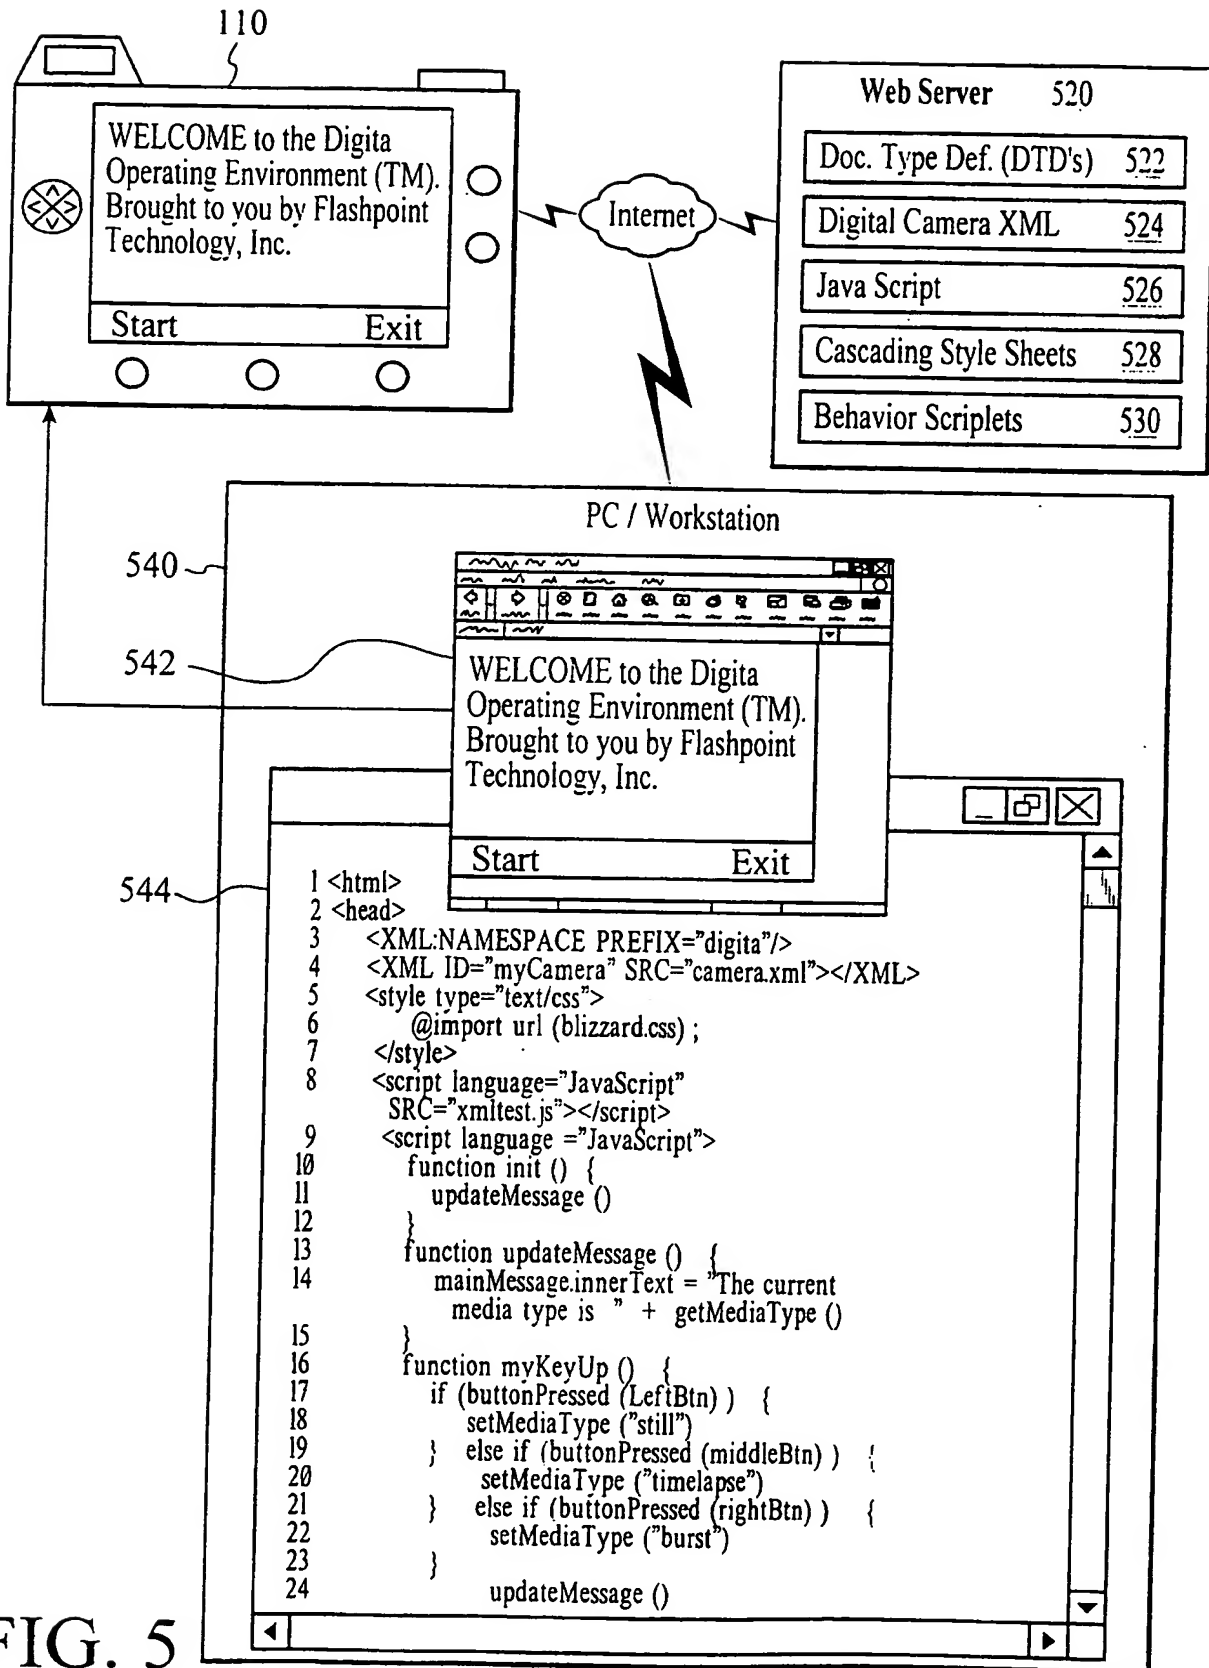 110
WELCOME to the Digita
Operating Environment (TM).
Brought to you by Flashpoint
Technology, Inc.
Start Exit
Internet
Web Server 520
Doc. Type Def. (DTD's) 522
Digital Camera XML 524
Java Script 526
Cascading Style Sheets 528
Behavior Scriplets 530
PC / Workstation
540
542
WELCOME to the Digita
Operating Environment (TM).
Brought to you by Flashpoint
Technology, Inc.
Start Exit
544
1 <html>
2 <head>
3 <XML:NAMESPACE PREFIX="digita"/>
4 <XML ID="myCamera" SRC="camera.xml"></XML>
5 <style type="text/css">
6 @import url (blizzard.css) ;
7 </style>
8 <script language="JavaScript"
SRC="xmltest.js"></script>
9 <script language ="JavaScript">
10 function init () {
11 updateMessage ()
12 }
13 function updateMessage () {
14 mainMessage.innerText = "The current
media type is " + getMediaType ()
15 }
16 function myKeyUp () {
17 if (buttonPressed (LeftBtn) ) {
18 setMediaType ("still")
19 } else if (buttonPressed (middleBtn) ) {
20 setMediaType ("timelapse")
21 } else if (buttonPressed (rightBtn) ) {
22 setMediaType ("burst")
23 }
24 updateMessage ()
FIG. 5